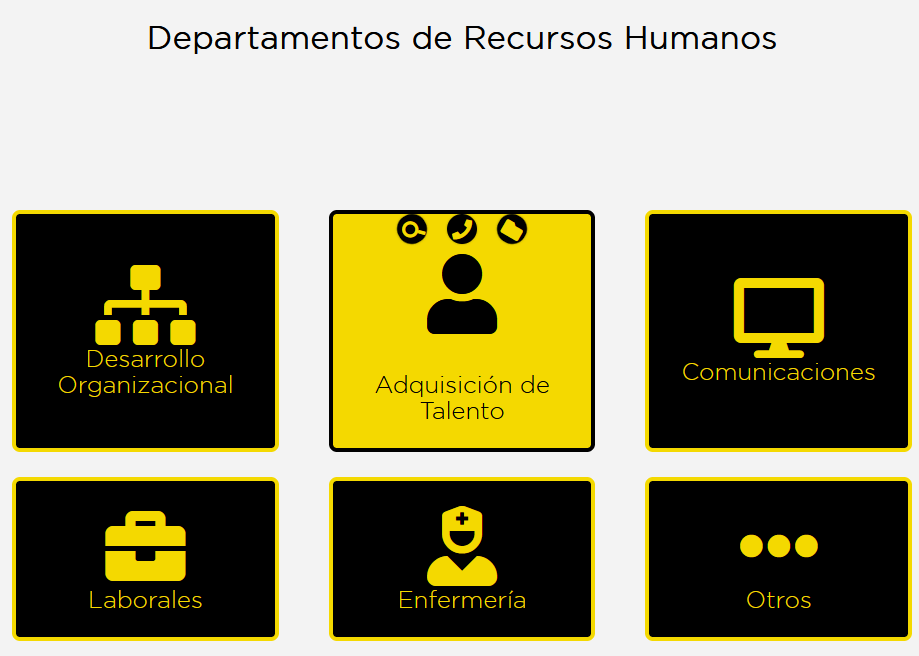 Departamentos de Recursos Humanos
Desarrollo
Organizacional
Adquisición de
Talento
Comunicaciones
Laborales
Enfermería
Otros